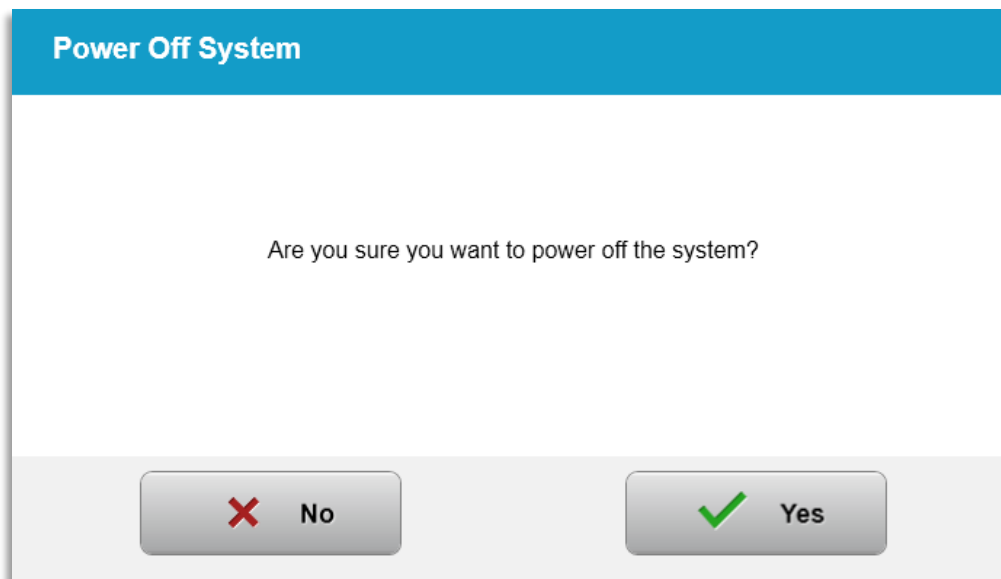 Power Off System
Are you sure you want to power off the system?
No
Yes